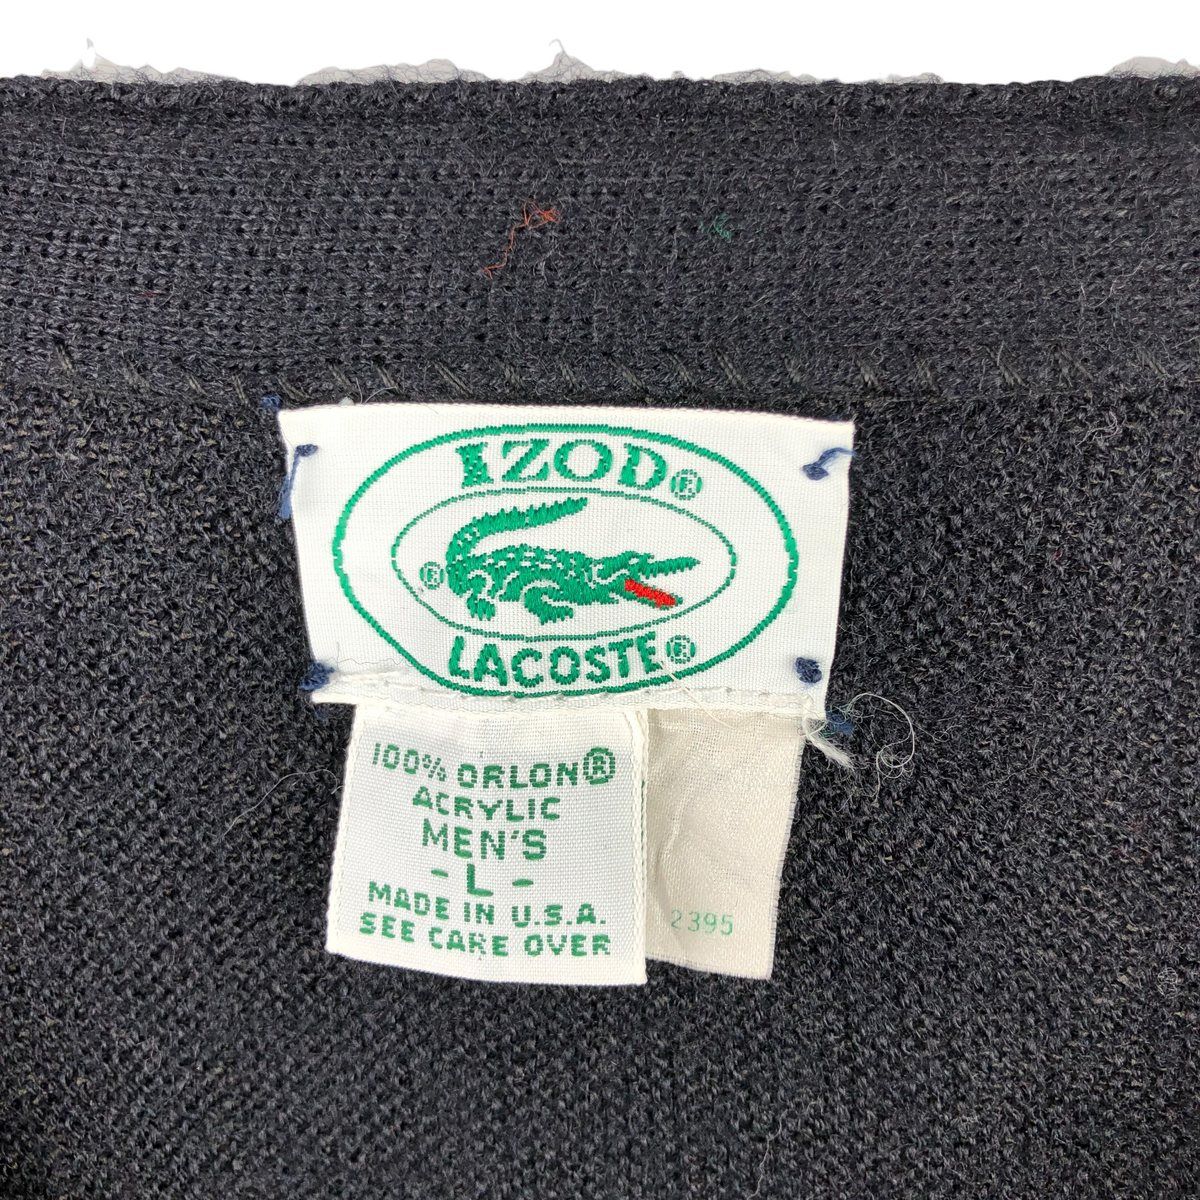 IZOD®
®
LACOSTE®
100% ORLON®
ACRYLIC
MEN'S
- L -
MADE IN U.S.A.
SEE CARE OVER
2395